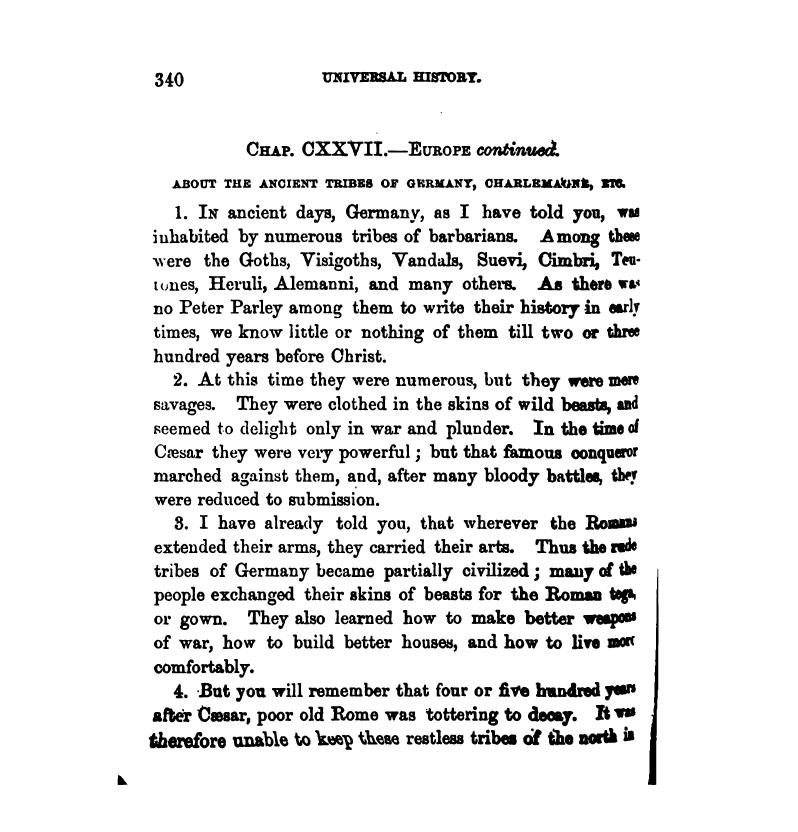 340 UNIVERSAL HISTORY.
CHAP. CXXVII.—EUROPE continued.
ABOUT THE ANCIENT TRIBES OF GERMANY, CHARLEMAGNE, ETC.
1. IN ancient days, Germany, as I have told you, was
inhabited by numerous tribes of barbarians. Among these
were the Goths, Visigoths, Vandals, Suevi, Cimbri, Teu-
tones, Heruli, Alemanni, and many others. As there was
no Peter Parley among them to write their history in early
times, we know little or nothing of them till two or three
hundred years before Christ.
2. At this time they were numerous, but they were mere
savages. They were clothed in the skins of wild beasts, and
seemed to delight only in war and plunder. In the time of
Cæsar they were very powerful; but that famous conqueror
marched against them, and, after many bloody battles, they
were reduced to submission.
3. I have already told you, that wherever the Romans
extended their arms, they carried their arts. Thus the rude
tribes of Germany became partially civilized; many of the
people exchanged their skins of beasts for the Roman toga,
or gown. They also learned how to make better weapons
of war, how to build better houses, and how to live more
comfortably.
4. But you will remember that four or five hundred years
after Cæsar, poor old Rome was tottering to decay. It was
therefore unable to keep these restless tribes of the north in